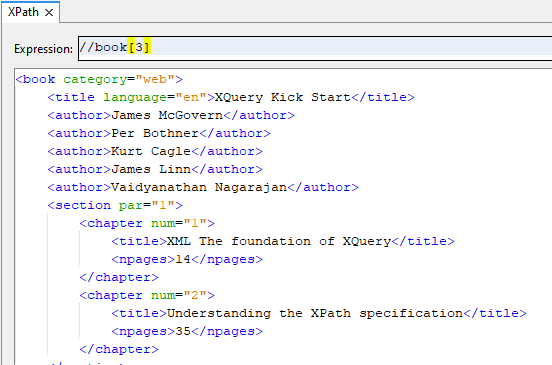 XPath ×
Expression: //book[3]
<book category="web">
<title language="en">XQuery Kick Start</title>
<author>James McGovern</author>
<author>Per Bothner</author>
<author>Kurt Cagle</author>
<author>James Linn</author>
<author>Vaidyanathan Nagarajan</author>
<section par="1">
<chapter num="1">
<title>XML The foundation of XQuery</title>
<npages>14</npages>
</chapter>
<chapter num="2">
<title>Understanding the XPath specification</title>
<npages>35</npages>
</chapter>